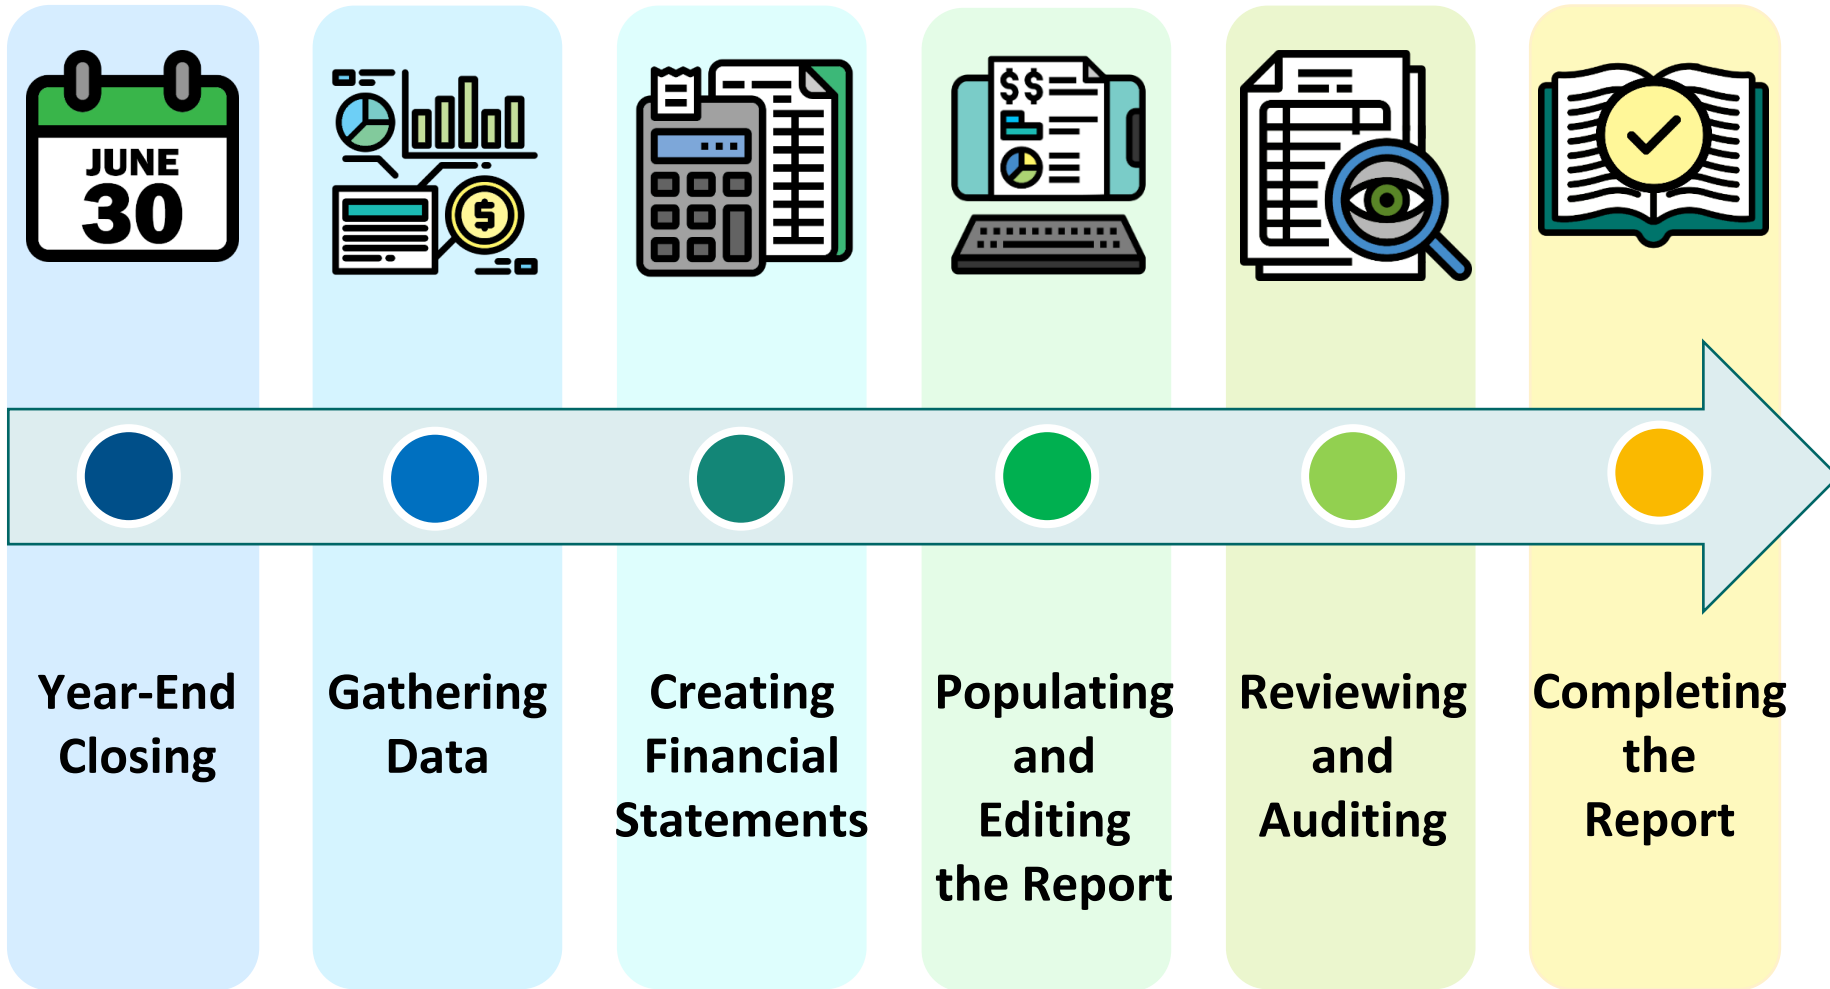 JUNE
30
$
$$
Year-End
Closing
Gathering
Data
Creating
Financial
Statements
Populating
and
Editing
the Report
Reviewing
and
Auditing
Completing
the
Report